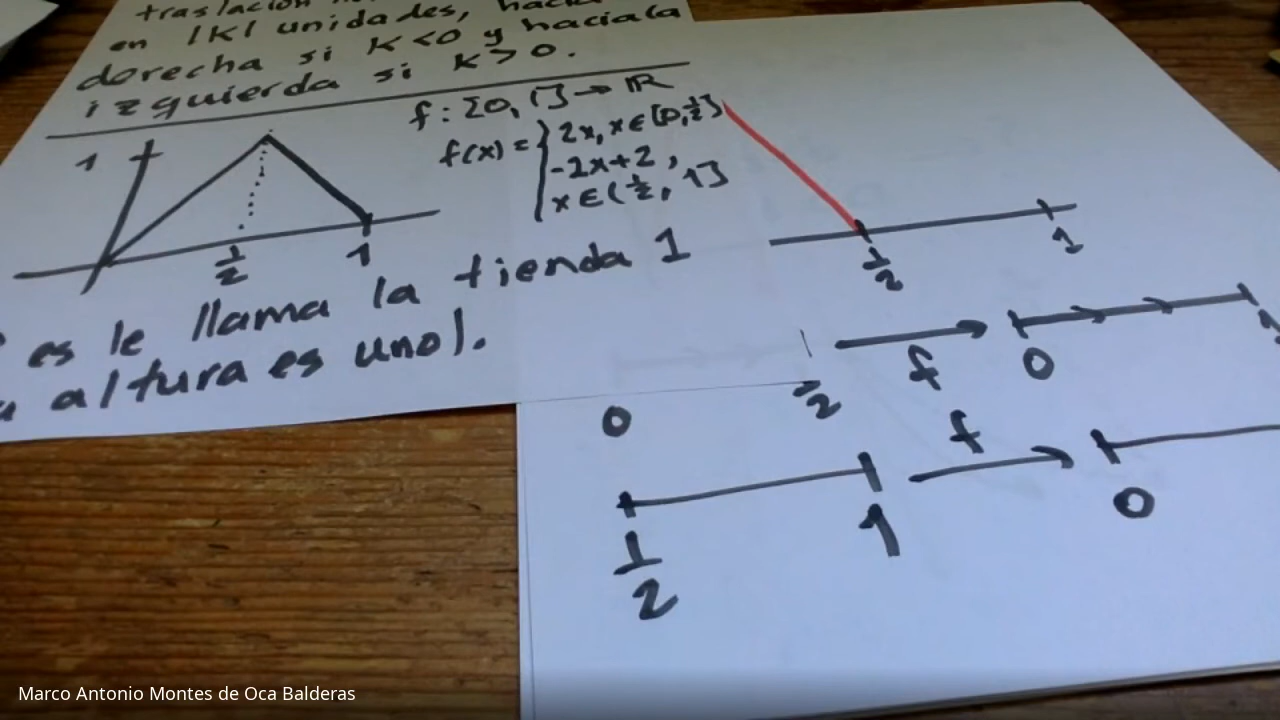 traslación
en |K| unidades, hacia
derecha si K<0 y hacia la
izquierda si K>0.
f: [0, 1] → ℝ
f(x) = { 2x, x ∈ [0, ½]
-2x+2,
x ∈ (½, 1]
1
½
1
es le llama la tienda 1
altura es uno).
½
1
0
½
f
0
1
½
1
f
0
Marco Antonio Montes de Oca Balderas